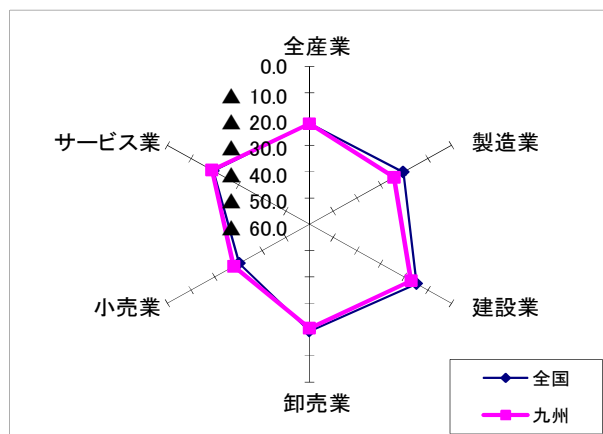 全産業
0.0
▲ 10.0
▲ 20.0
▲ 30.0
▲ 40.0
▲ 50.0
▲ 60.0
サービス業
製造業
小売業
建設業
卸売業
全国
九州